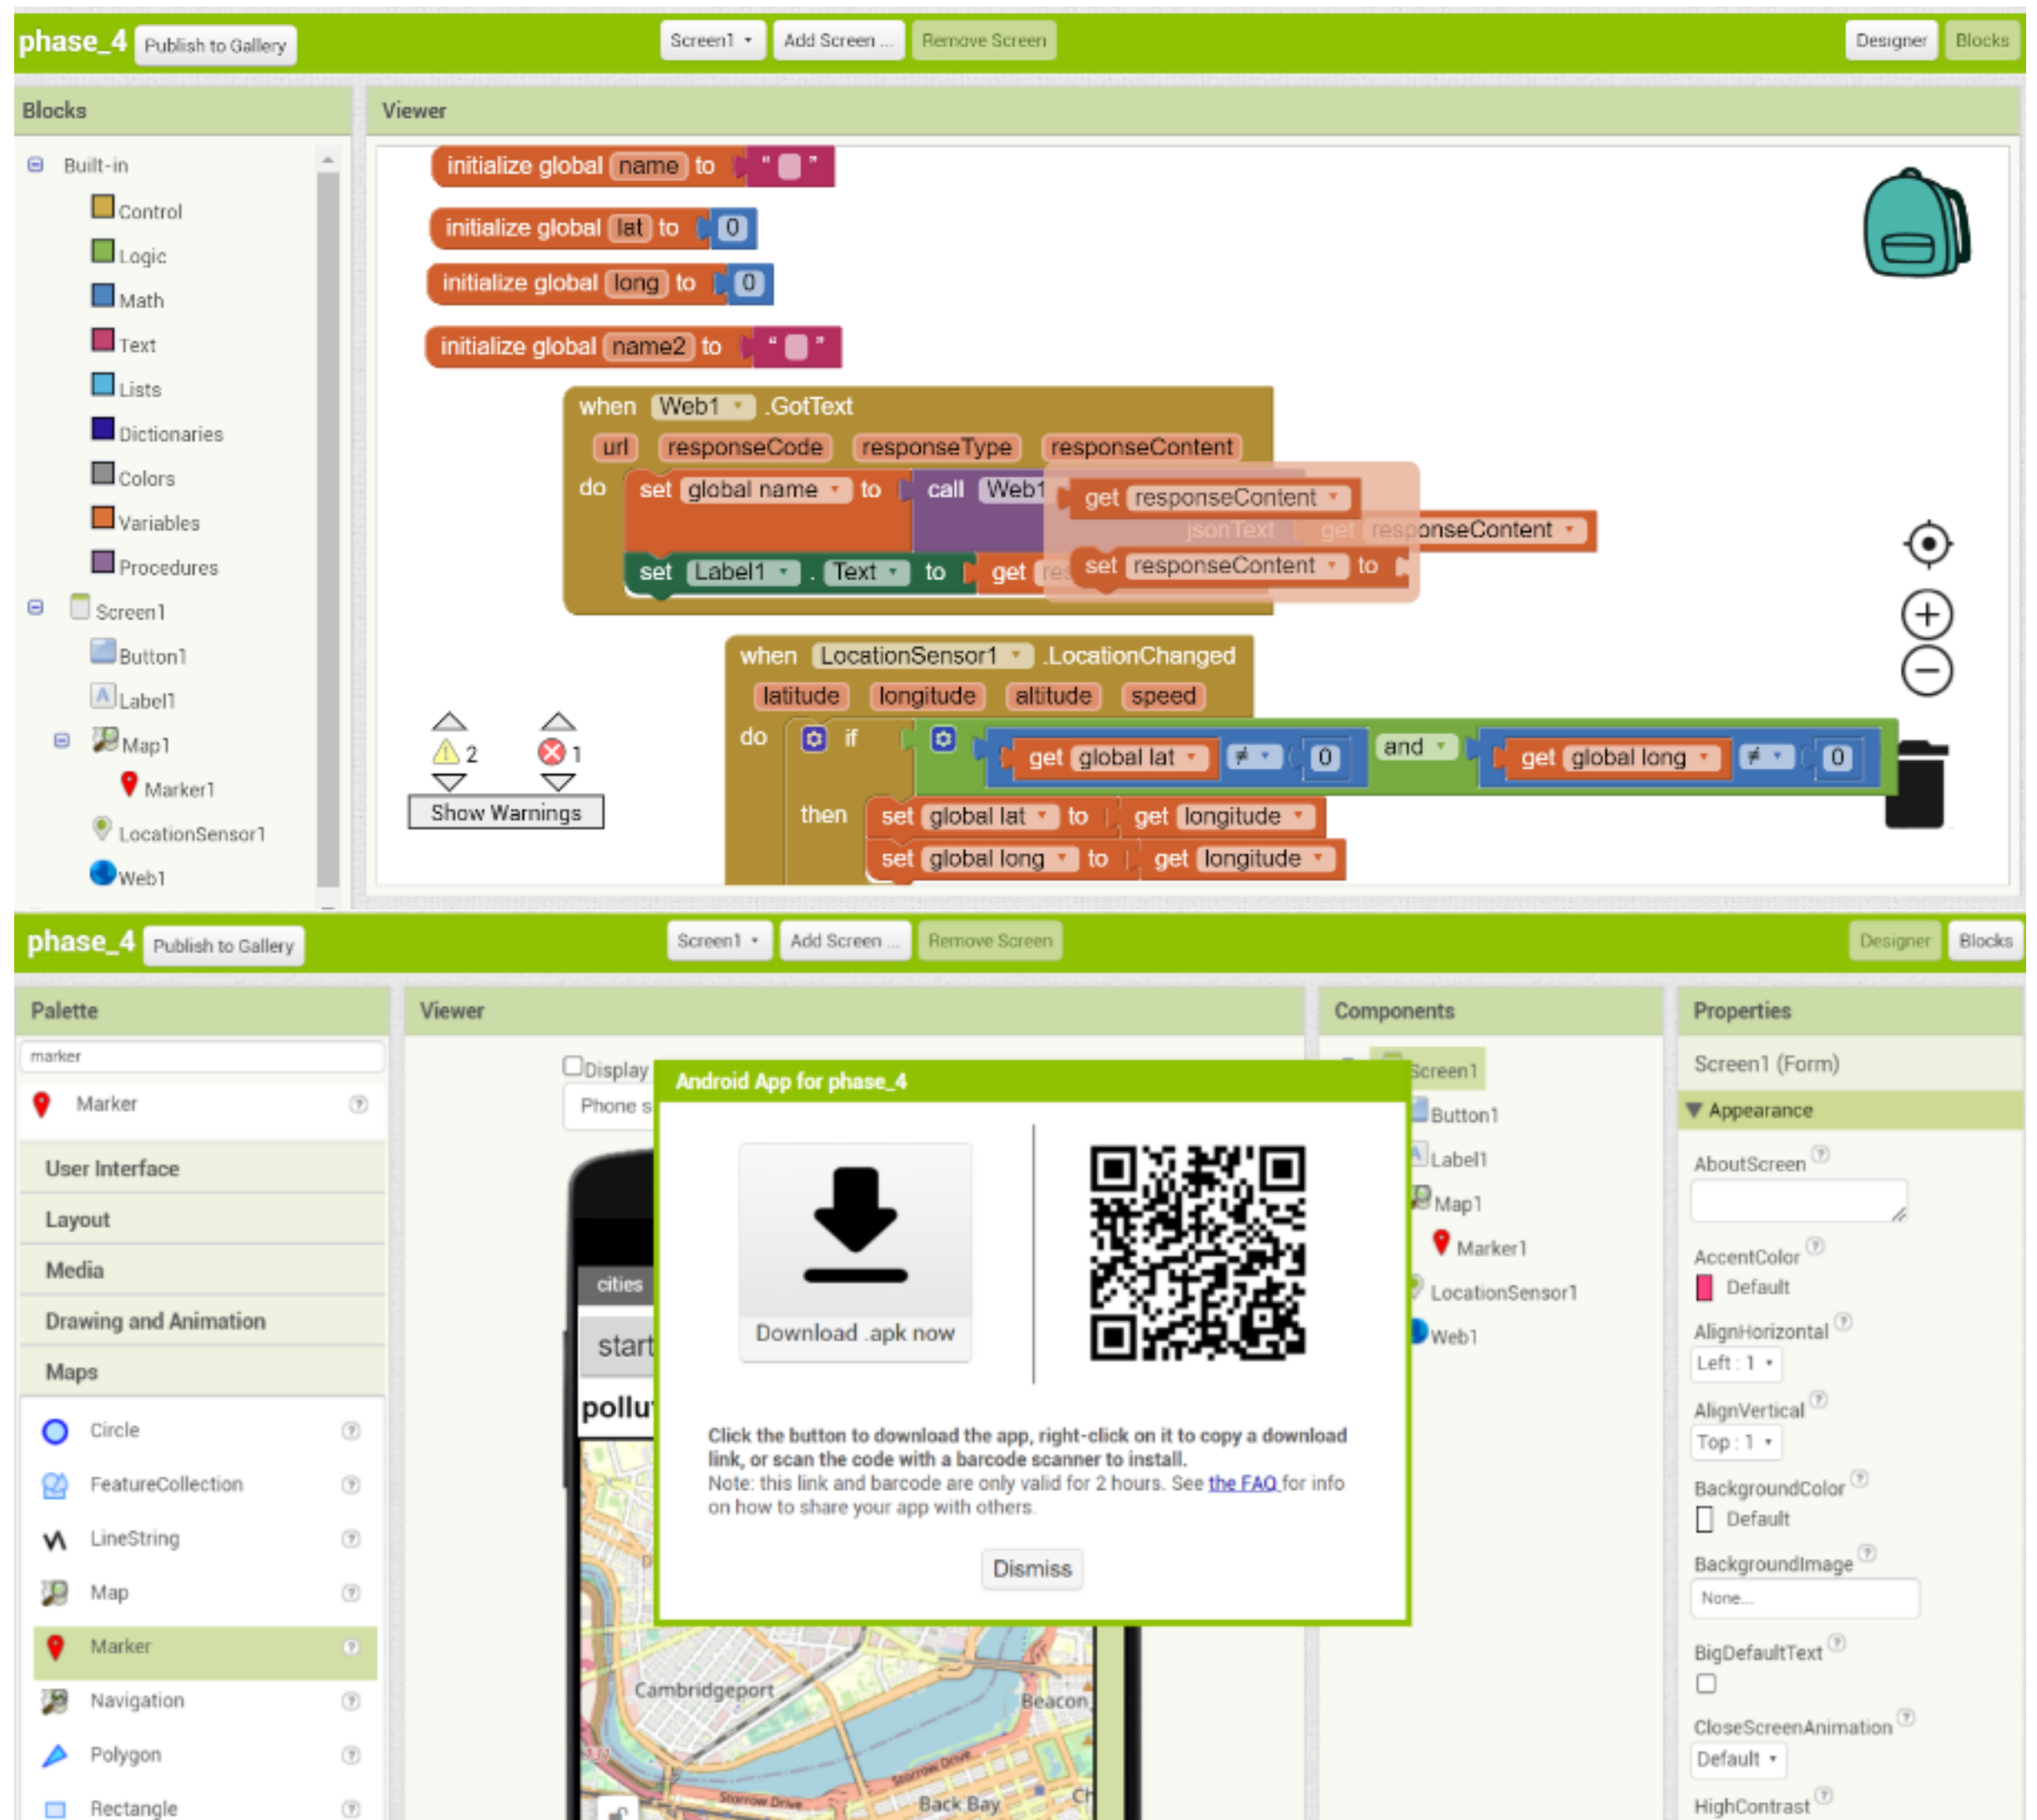 phase_4 Publish to Gallery Screen1 Add Screen ... Remove Screen Designer Blocks
Blocks
Built-in
Control
Logic
Math
Text
Lists
Dictionaries
Colors
Variables
Procedures
Screen1
Button1
Label1
Map1
Marker1
LocationSensor1
Web1
Viewer
initialize global name to " "
initialize global lat to 0
initialize global long to 0
initialize global name2 to " "
when Web1 .GotText
url responseCode responseType responseContent
do set global name to call Web1
get responseContent
jsonText get responseContent
set Label1 . Text to get
set responseContent to
when LocationSensor1 .LocationChanged
latitude longitude altitude speed
do if get global lat ≠ 0 and get global long ≠ 0
then set global lat to get longitude
set global long to get longitude
2 1
Show Warnings
phase_4 Publish to Gallery Screen1 Add Screen ... Remove Screen Designer Blocks
Palette
marker
Marker
User Interface
Layout
Media
Drawing and Animation
Maps
Circle
FeatureCollection
LineString
Map
Marker
Navigation
Polygon
Rectangle
Viewer
Display
Phone s
cities
start
pollu
Cambridgeport
Beacon
Storrow Drive
Storrow Drive
Back Bay
Android App for phase_4
Download .apk now
Click the button to download the app, right-click on it to copy a download
link, or scan the code with a barcode scanner to install.
Note: this link and barcode are only valid for 2 hours. See the FAQ for info
on how to share your app with others.
Dismiss
Components
Screen1
Button1
Label1
Map1
Marker1
LocationSensor1
Web1
Properties
Screen1 (Form)
Appearance
AboutScreen
AccentColor
Default
AlignHorizontal
Left : 1
AlignVertical
Top : 1
BackgroundColor
Default
BackgroundImage
None...
BigDefaultText
CloseScreenAnimation
Default
HighContrast